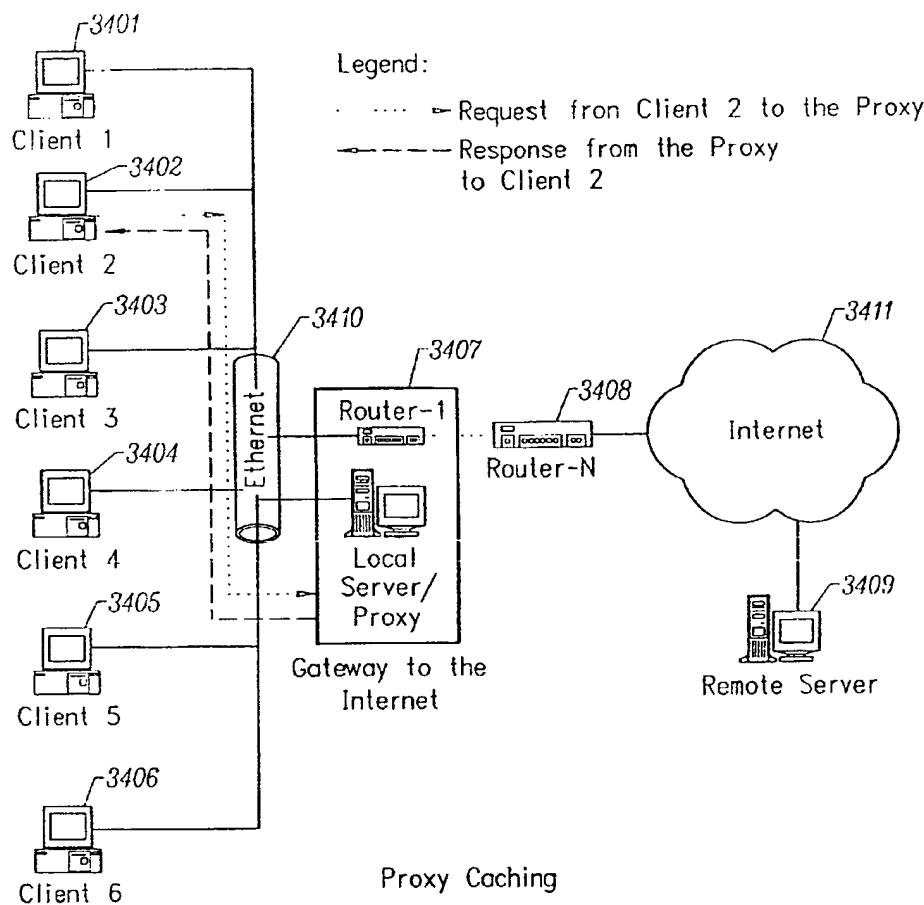 3401
Client 1
Legend:
Request fron Client 2 to the Proxy
Response from the Proxy
to Client 2
3402
Client 2
3403
Client 3
3410
Ethernet
3407
Router-1
3408
Router-N
3411
Internet
3404
Client 4
Local
Server/
Proxy
Gateway to the
Internet
3409
Remote Server
3405
Client 5
3406
Client 6
Proxy Caching